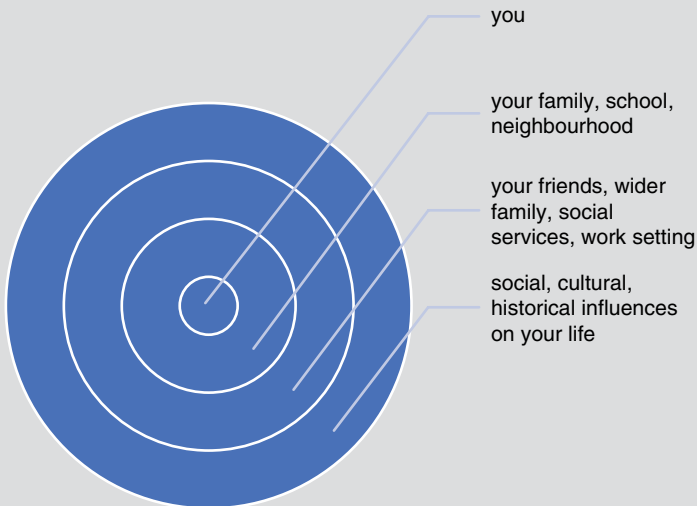 you
your family, school,
neighbourhood
your friends, wider
family, social
services, work setting
social, cultural,
historical influences
on your life